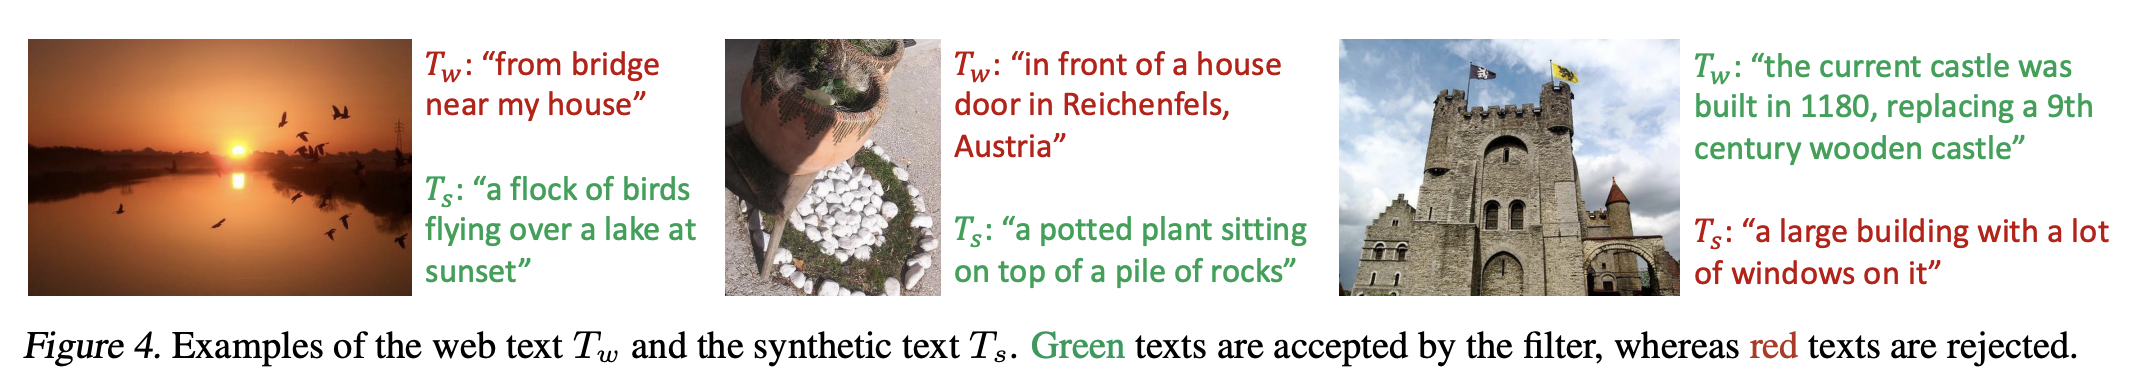 T_w: “from bridge
near my house”
T_s: “a flock of birds
flying over a lake at
sunset”
T_w: “in front of a house
door in Reichenfels,
Austria”
T_s: “a potted plant sitting
on top of a pile of rocks”
T_w: “the current castle was
built in 1180, replacing a 9th
century wooden castle”
T_s: “a large building with a lot
of windows on it”
Figure 4. Examples of the web text T_w and the synthetic text T_s. Green texts are accepted by the filter, whereas red texts are rejected.